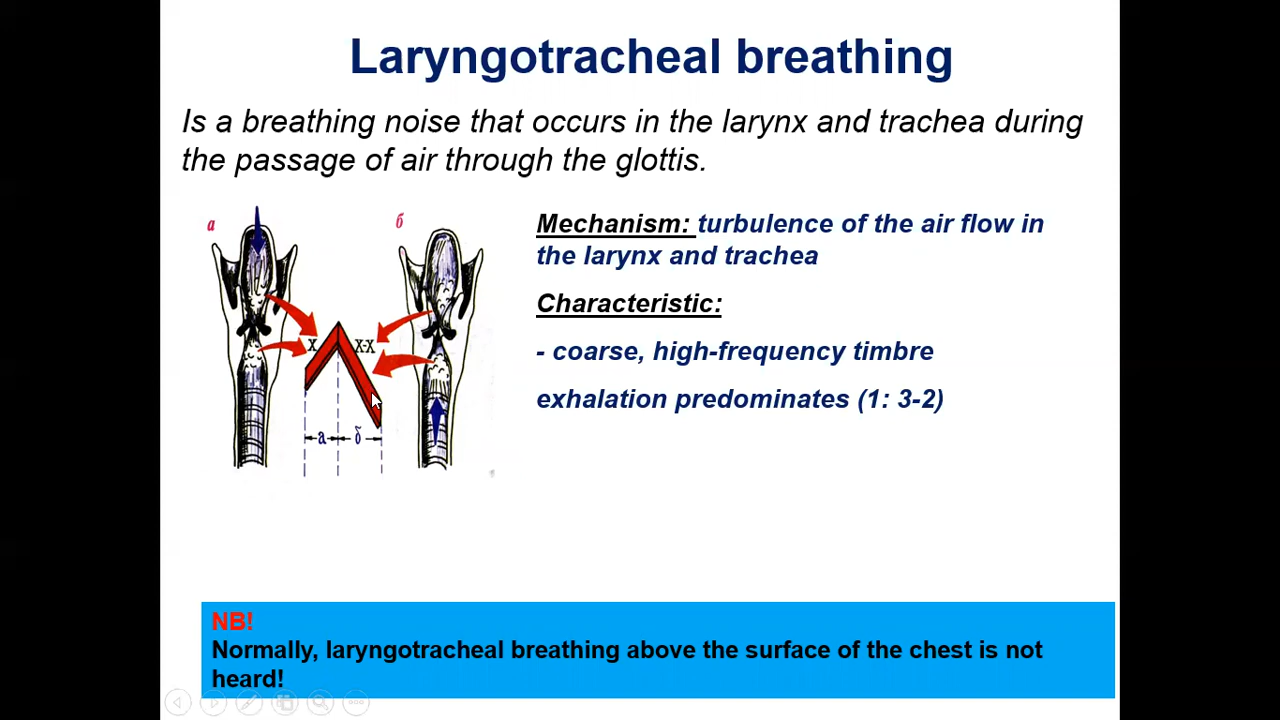 Laryngotracheal breathing
Is a breathing noise that occurs in the larynx and trachea during
the passage of air through the glottis.
а
б
Mechanism: turbulence of the air flow in
the larynx and trachea
Characteristic:
x
x-x
- coarse, high-frequency timbre
exhalation predominates (1: 3-2)
а
б
NB!
Normally, laryngotracheal breathing above the surface of the chest is not
heard!